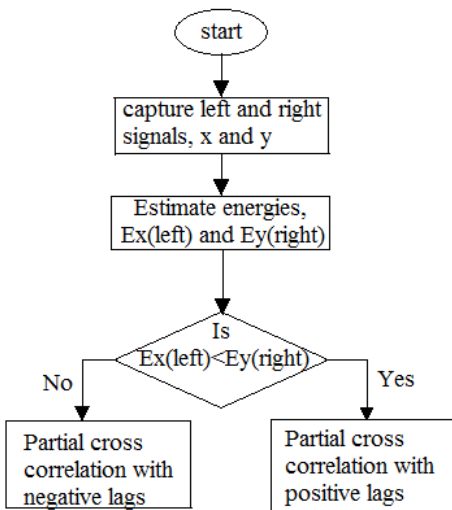 start
capture left and right
signals, x and y
Estimate energies,
Ex(left) and Ey(right)
Is
Ex(left)<Ey(right)
No
Yes
Partial cross
correlation with
negative lags
Partial cross
correlation with
positive lags